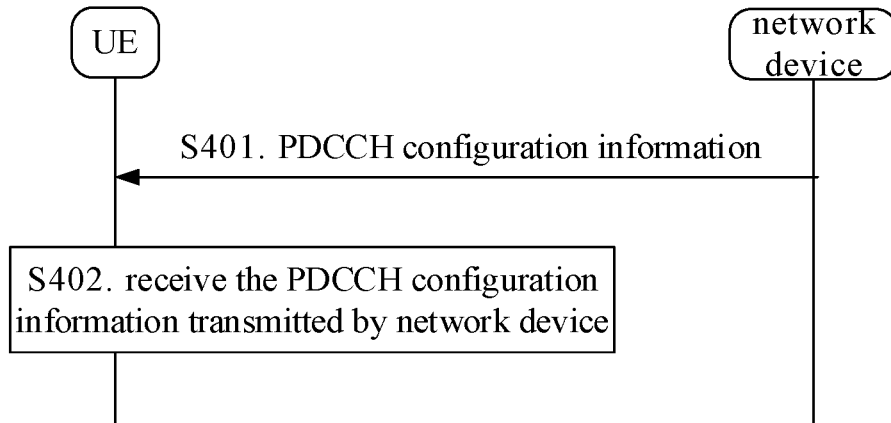 UE
network
device
S401. PDCCH configuration information
S402. receive the PDCCH configuration
information transmitted by network device